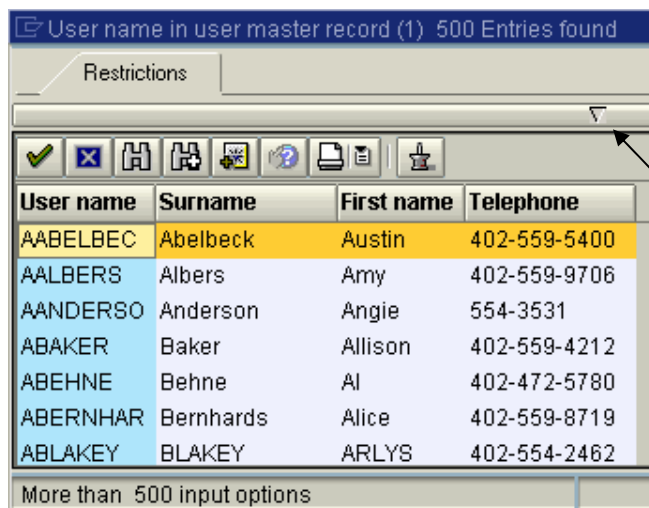 User name in user master record (1) 500 Entries found
Restrictions
User name Surname First name Telephone
AABELBEC Abelbeck Austin 402-559-5400
AALBERS Albers Amy 402-559-9706
AANDERSO Anderson Angie 554-3531
ABAKER Baker Allison 402-559-4212
ABEHNE Behne Al 402-472-5780
ABERNHAR Bernhards Alice 402-559-8719
ABLAKEY BLAKEY ARLYS 402-554-2462
More than 500 input options